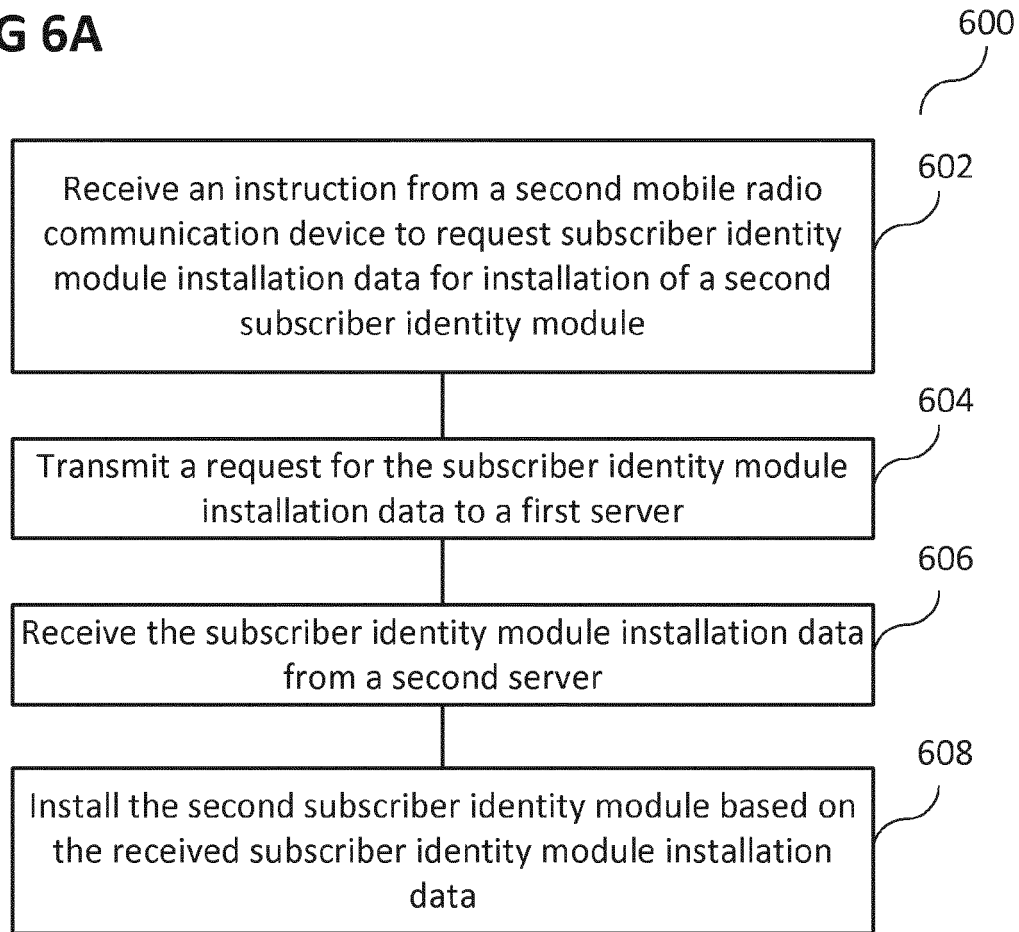 G 6A
600
602
Receive an instruction from a second mobile radio
communication device to request subscriber identity
module installation data for installation of a second
subscriber identity module
604
Transmit a request for the subscriber identity module
installation data to a first server
606
Receive the subscriber identity module installation data
from a second server
608
Install the second subscriber identity module based on
the received subscriber identity module installation
data